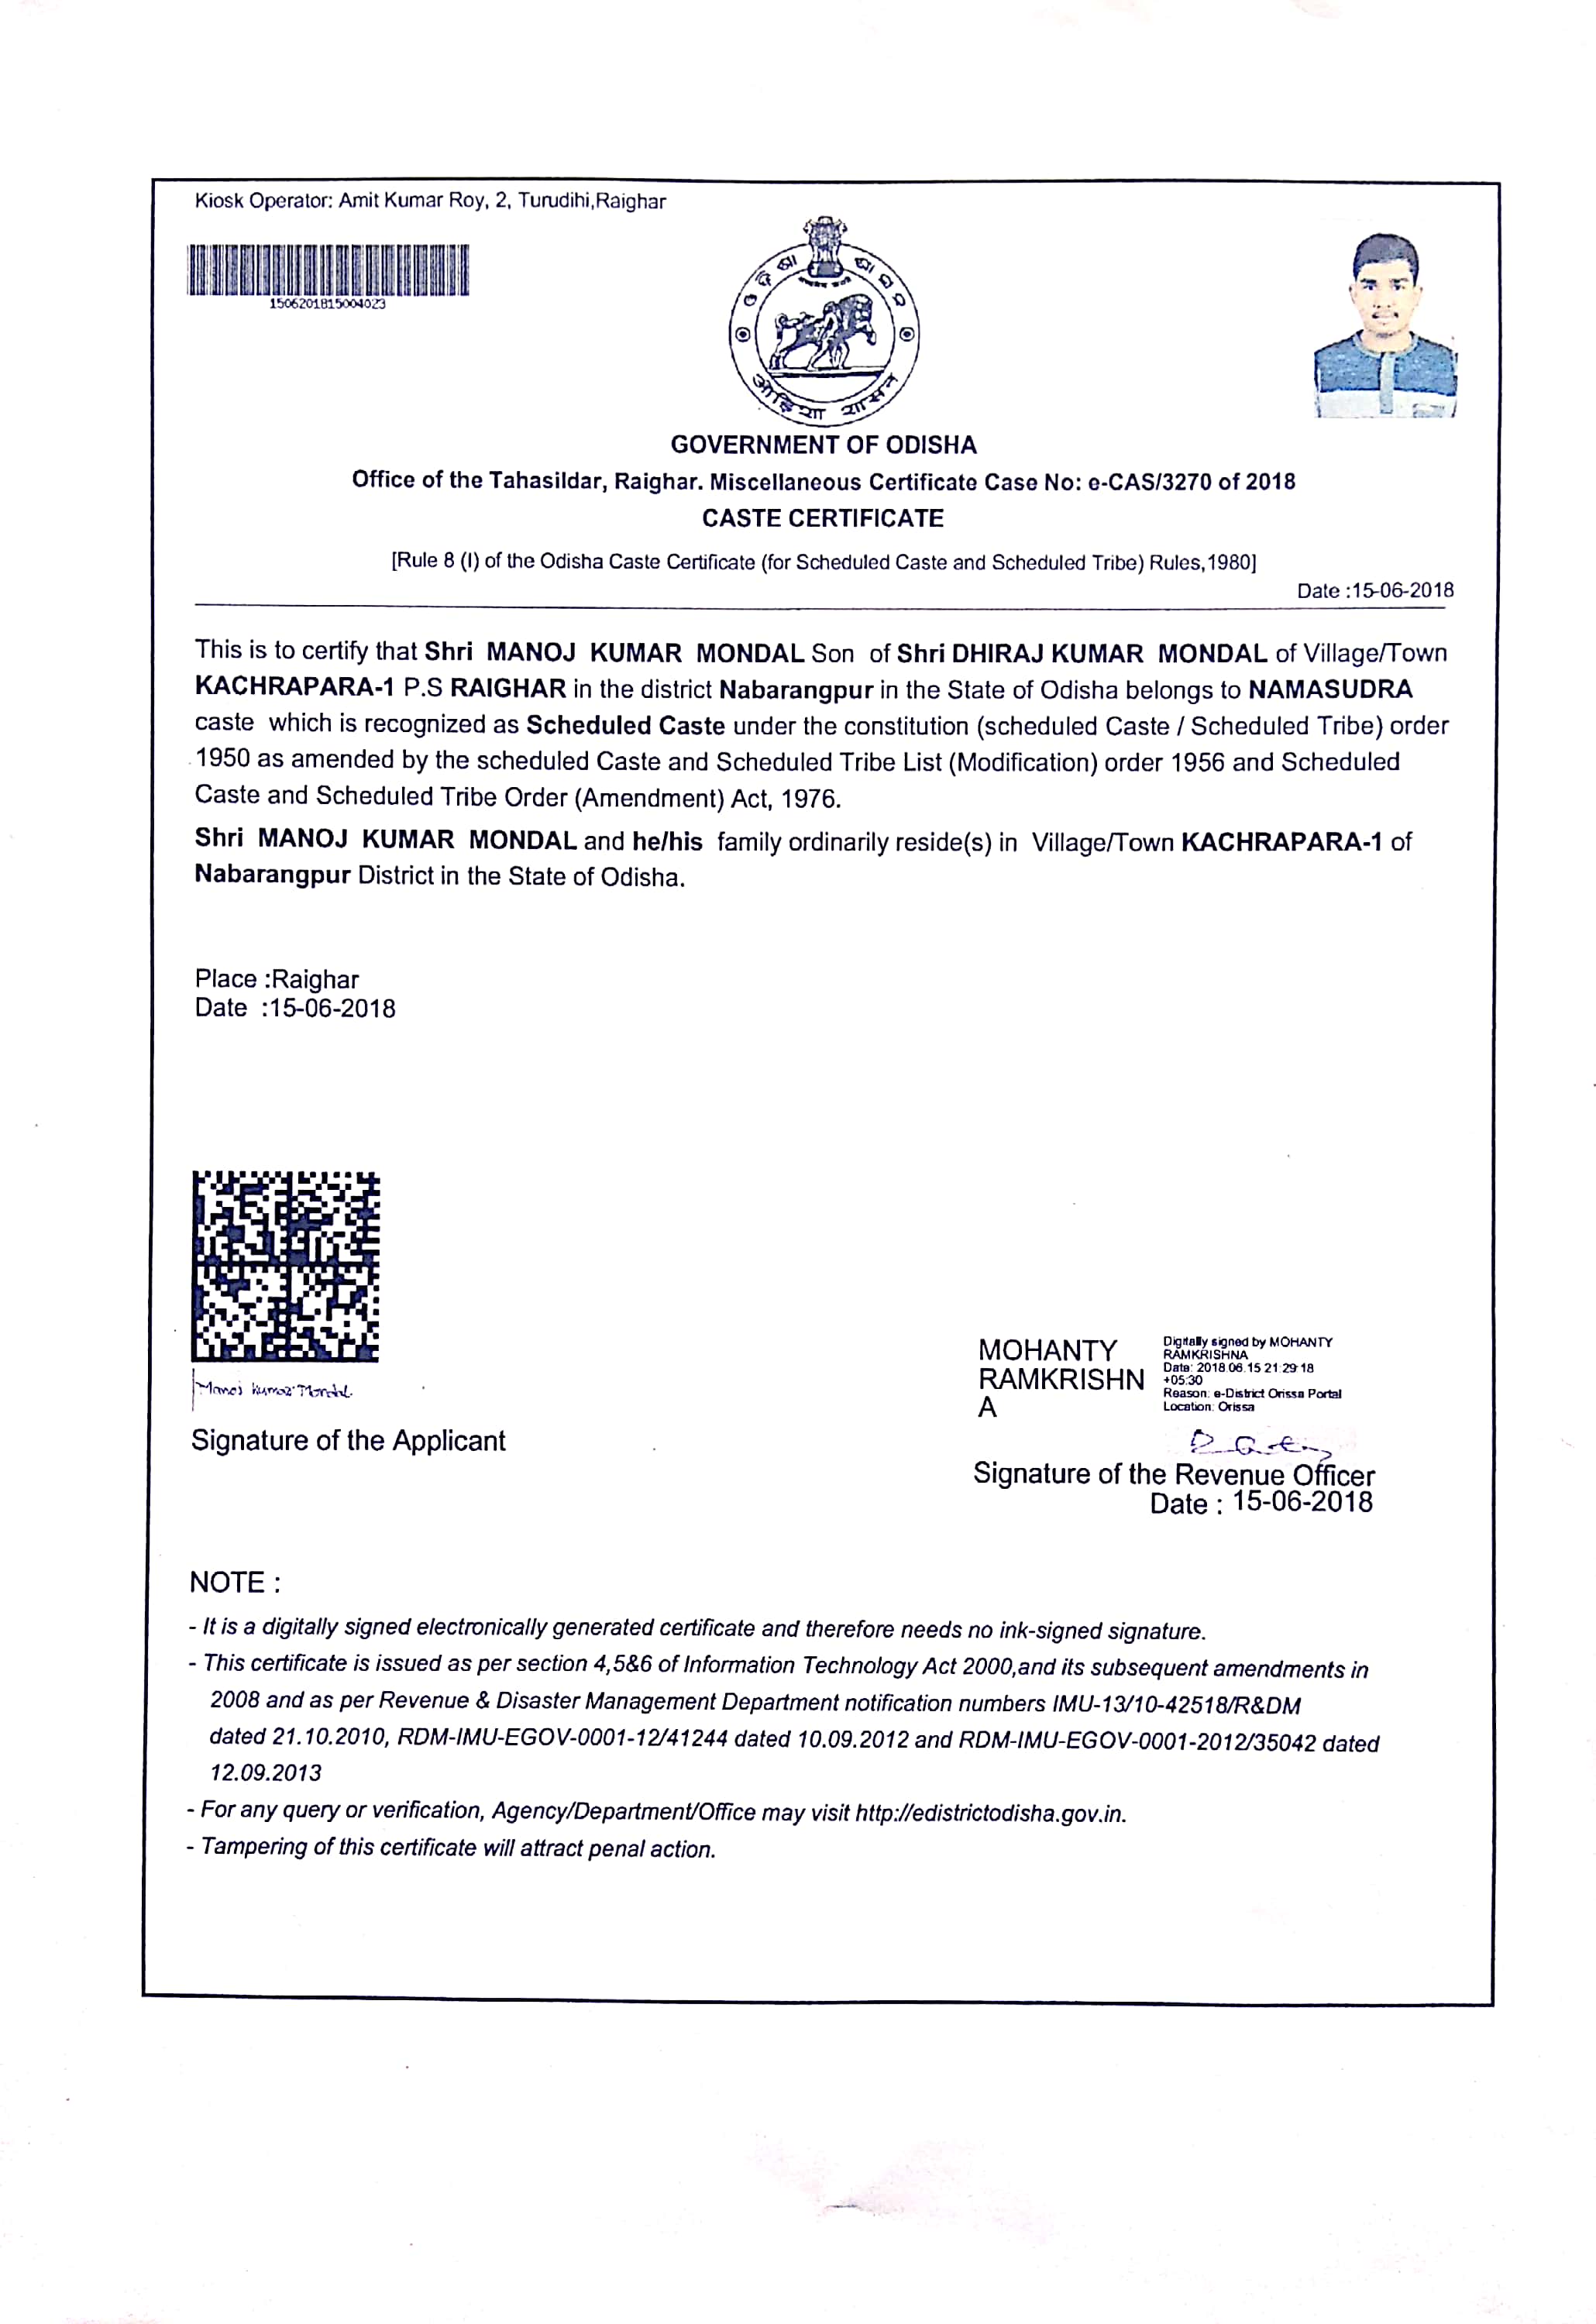 Kiosk Operator: Amit Kumar Roy, 2, Turudihi,Raighar
1506201815004023
ଓଡ଼ିଶା ଶାସନ
ओड़िशा शासन
GOVERNMENT OF ODISHA
Office of the Tahasildar, Raighar. Miscellaneous Certificate Case No: e-CAS/3270 of 2018
CASTE CERTIFICATE
[Rule 8 (I) of the Odisha Caste Certificate (for Scheduled Caste and Scheduled Tribe) Rules,1980]
Date :15-06-2018
This is to certify that Shri MANOJ KUMAR MONDAL Son of Shri DHIRAJ KUMAR MONDAL of Village/Town
KACHRAPARA-1 P.S RAIGHAR in the district Nabarangpur in the State of Odisha belongs to NAMASUDRA
caste which is recognized as Scheduled Caste under the constitution (scheduled Caste / Scheduled Tribe) order
1950 as amended by the scheduled Caste and Scheduled Tribe List (Modification) order 1956 and Scheduled
Caste and Scheduled Tribe Order (Amendment) Act, 1976.
Shri MANOJ KUMAR MONDAL and he/his family ordinarily reside(s) in Village/Town KACHRAPARA-1 of
Nabarangpur District in the State of Odisha.
Place :Raighar
Date :15-06-2018
Manoj Kumar Mondal
Signature of the Applicant
MOHANTY
RAMKRISHN
A
Digitally signed by MOHANTY
RAMKRISHNA
Date: 2018.06.15 21:29:18
+05:30
Reason: e-District Orissa Portal
Location: Orissa
Signature of the Revenue Officer
Date : 15-06-2018
NOTE :
- It is a digitally signed electronically generated certificate and therefore needs no ink-signed signature.
- This certificate is issued as per section 4,5&6 of Information Technology Act 2000,and its subsequent amendments in
2008 and as per Revenue & Disaster Management Department notification numbers IMU-13/10-42518/R&DM
dated 21.10.2010, RDM-IMU-EGOV-0001-12/41244 dated 10.09.2012 and RDM-IMU-EGOV-0001-2012/35042 dated
12.09.2013
- For any query or verification, Agency/Department/Office may visit http://edistrictodisha.gov.in.
- Tampering of this certificate will attract penal action.